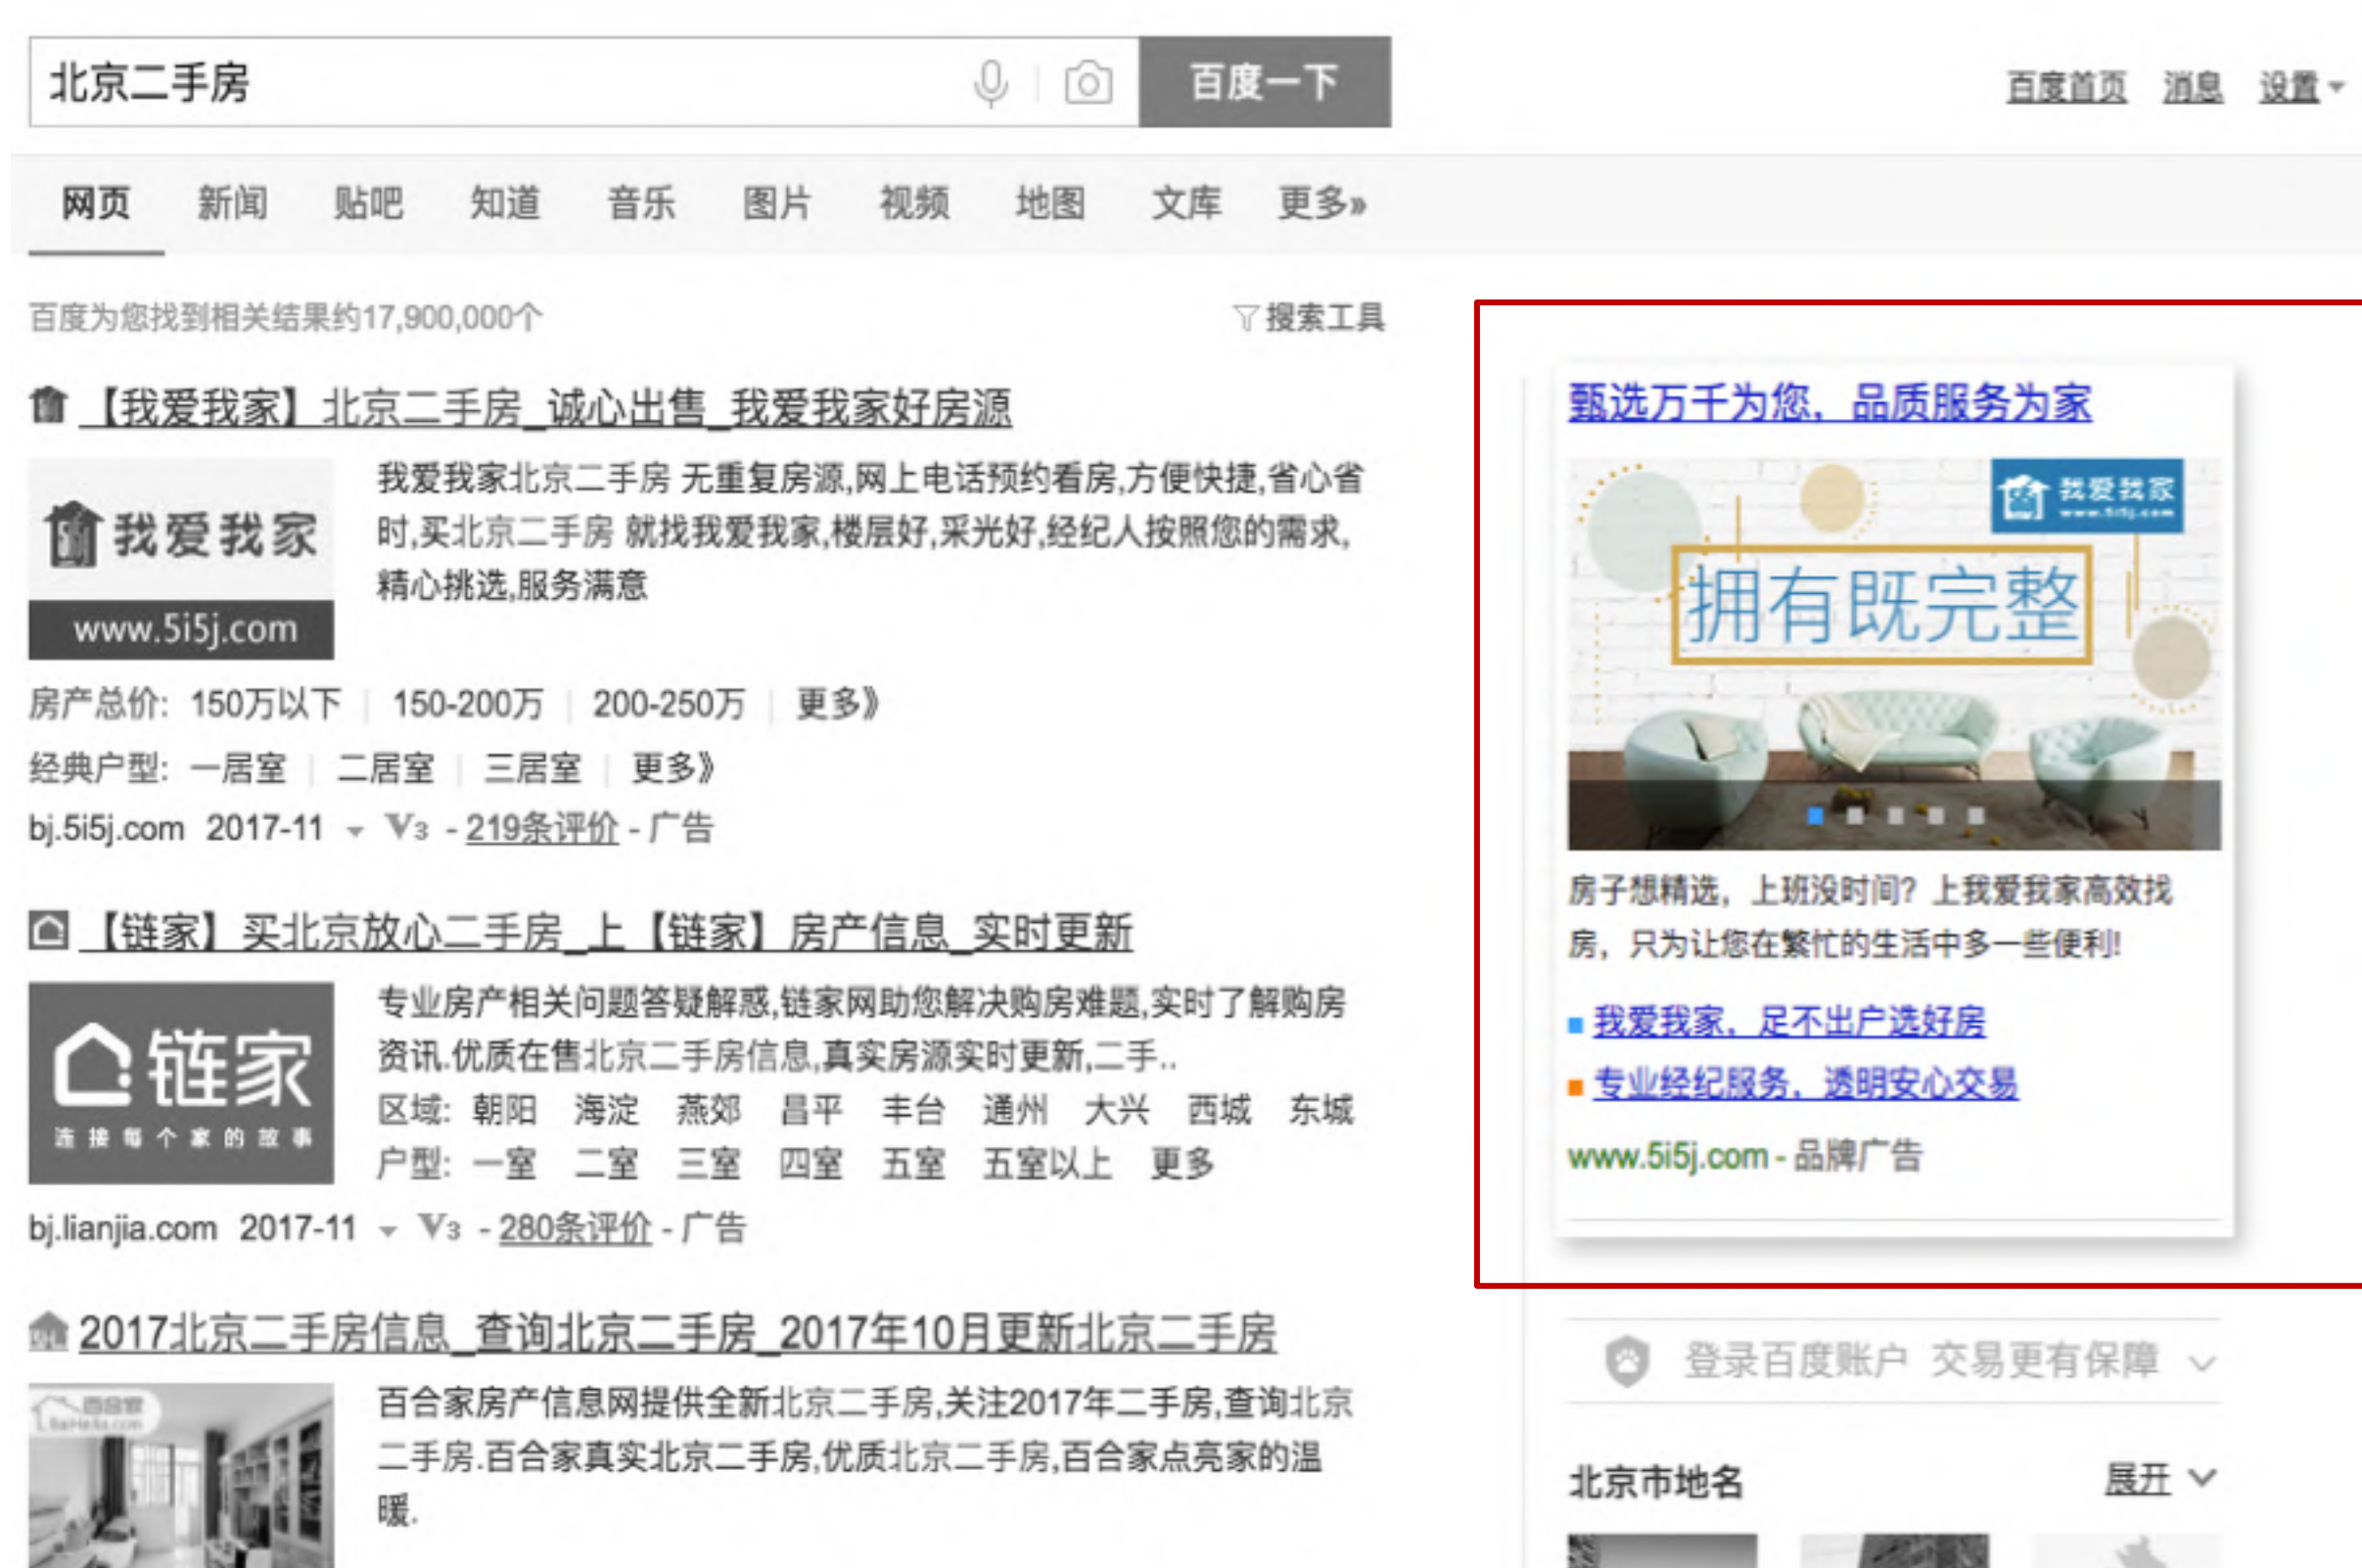 北京二手房
百度一下
百度首页 消息 设置
网页 新闻 贴吧 知道 音乐 图片 视频 地图 文库 更多»
百度为您找到相关结果约17,900,000个
搜索工具
【我爱我家】北京二手房_诚心出售_我爱我家好房源
我爱我家
www.5i5j.com
我爱我家北京二手房 无重复房源,网上电话预约看房,方便快捷,省心省
时,买北京二手房 就找我爱我家,楼层好,采光好,经纪人按照您的需求,
精心挑选,服务满意
房产总价: 150万以下 | 150-200万 | 200-250万 | 更多》
经典户型: 一居室 | 二居室 | 三居室 | 更多》
bj.5i5j.com 2017-11 V3 - 219条评价 - 广告
【链家】买北京放心二手房_上【链家】房产信息_实时更新
链家
连接每个家的故事
专业房产相关问题答疑解惑,链家网助您解决购房难题,实时了解购房
资讯.优质在售北京二手房信息,真实房源实时更新,二手..
区域: 朝阳 海淀 燕郊 昌平 丰台 通州 大兴 西城 东城
户型: 一室 二室 三室 四室 五室 五室以上 更多
bj.lianjia.com 2017-11 V3 - 280条评价 - 广告
2017北京二手房信息_查询北京二手房_2017年10月更新北京二手房
百合家
BaiHeJia.com
百合家房产信息网提供全新北京二手房,关注2017年二手房,查询北京
二手房.百合家真实北京二手房,优质北京二手房,百合家点亮家的温
暖.
甄选万千为您，品质服务为家
我爱我家
www.5i5j.com
拥有既完整
房子想精选，上班没时间？上我爱我家高效找
房，只为让您在繁忙的生活中多一些便利!
我爱我家，足不出户选好房
专业经纪服务，透明安心交易
www.5i5j.com - 品牌广告
登录百度账户 交易更有保障
北京市地名
展开